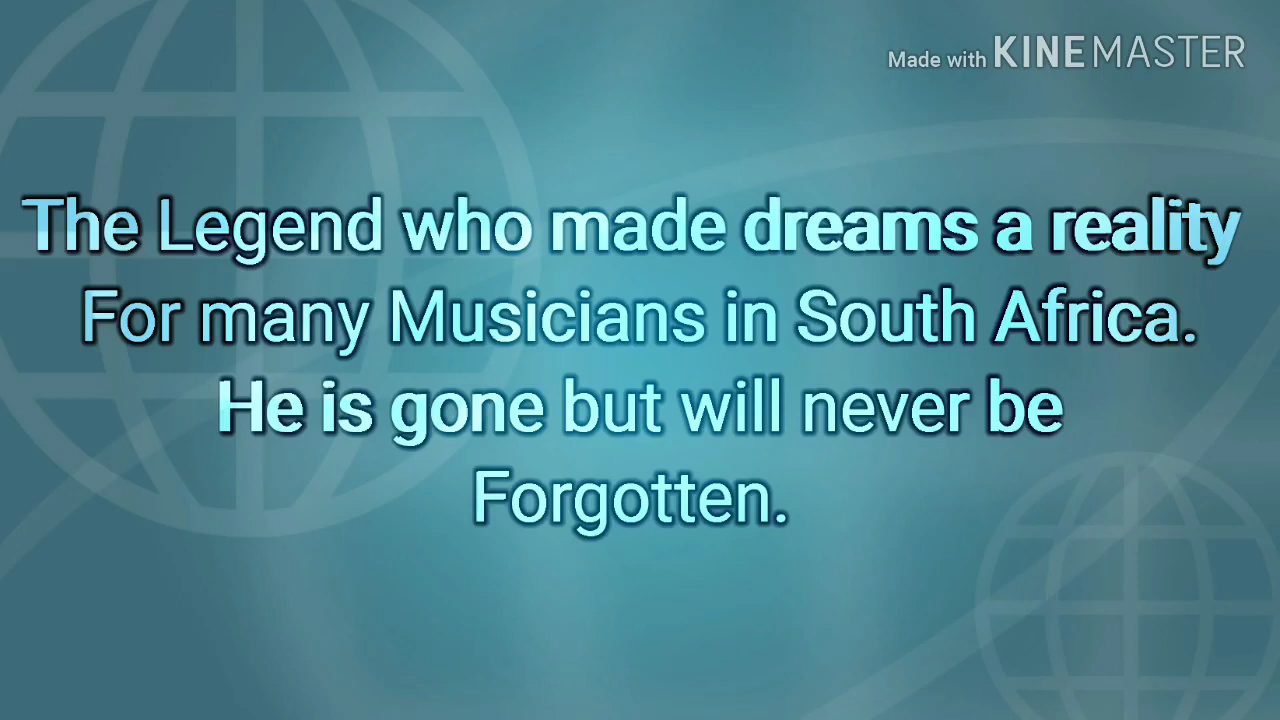 Made with KINEMASTER
The Legend who made dreams a reality
For many Musicians in South Africa.
He is gone but will never be
Forgotten.